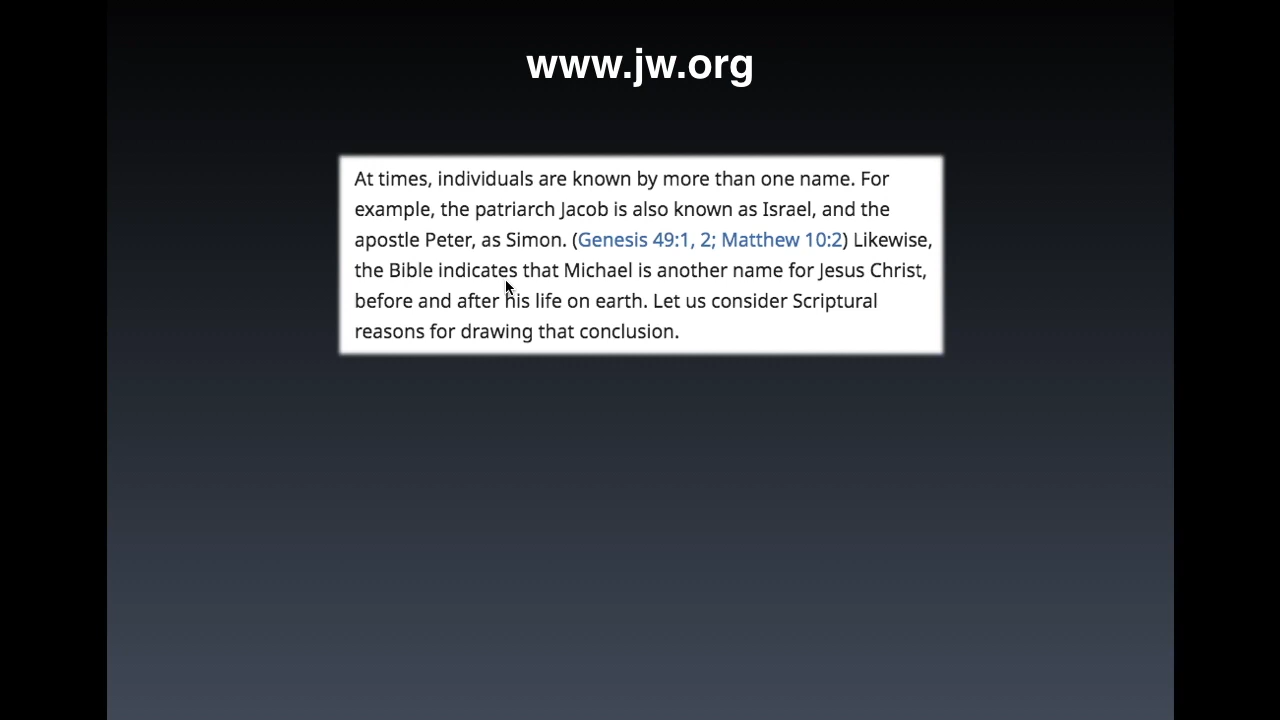 www.jw.org
At times, individuals are known by more than one name. For
example, the patriarch Jacob is also known as Israel, and the
apostle Peter, as Simon. (Genesis 49:1, 2; Matthew 10:2) Likewise,
the Bible indicates that Michael is another name for Jesus Christ,
before and after his life on earth. Let us consider Scriptural
reasons for drawing that conclusion.